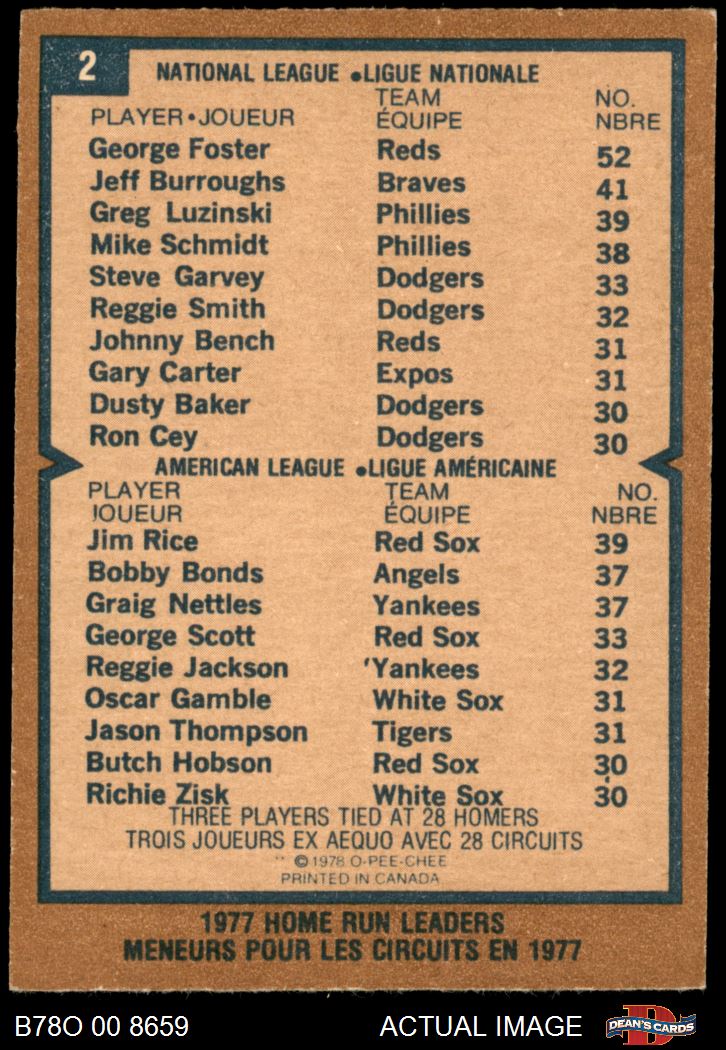 2
NATIONAL LEAGUE • LIGUE NATIONALE
PLAYER • JOUEUR TEAM ÉQUIPE NO. NBRE
George Foster Reds 52
Jeff Burroughs Braves 41
Greg Luzinski Phillies 39
Mike Schmidt Phillies 38
Steve Garvey Dodgers 33
Reggie Smith Dodgers 32
Johnny Bench Reds 31
Gary Carter Expos 31
Dusty Baker Dodgers 30
Ron Cey Dodgers 30
AMERICAN LEAGUE • LIGUE AMÉRICAINE
PLAYER TEAM NO.
JOUEUR ÉQUIPE NBRE
Jim Rice Red Sox 39
Bobby Bonds Angels 37
Graig Nettles Yankees 37
George Scott Red Sox 33
Reggie Jackson Yankees 32
Oscar Gamble White Sox 31
Jason Thompson Tigers 31
Butch Hobson Red Sox 30
Richie Zisk White Sox 30
THREE PLAYERS TIED AT 28 HOMERS
TROIS JOUEURS EX AEQUO AVEC 28 CIRCUITS
© 1978 O-PEE-CHEE
PRINTED IN CANADA
1977 HOME RUN LEADERS
MENEURS POUR LES CIRCUITS EN 1977
B78O 00 8659 ACTUAL IMAGE D DEAN'S CARDS